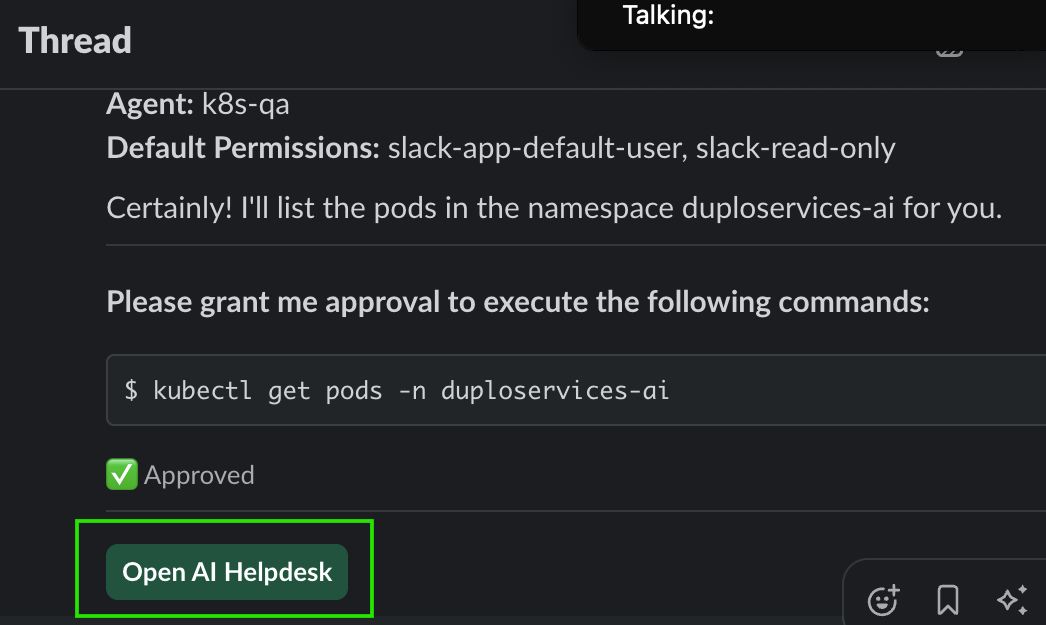 Talking:
Thread
Agent: k8s-qa
Default Permissions: slack-app-default-user, slack-read-only
Certainly! I'll list the pods in the namespace duploservices-ai for you.
Please grant me approval to execute the following commands:
$ kubectl get pods -n duploservices-ai
✅ Approved
Open AI Helpdesk